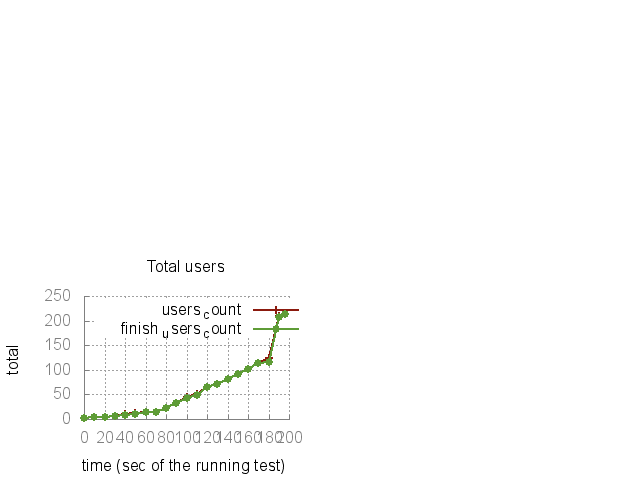 Total users
250
200
150
100
50
0
users_count
finish_users_count
0 20 40 60 80 100 120 140 160 180 200
total
time (sec of the running test)